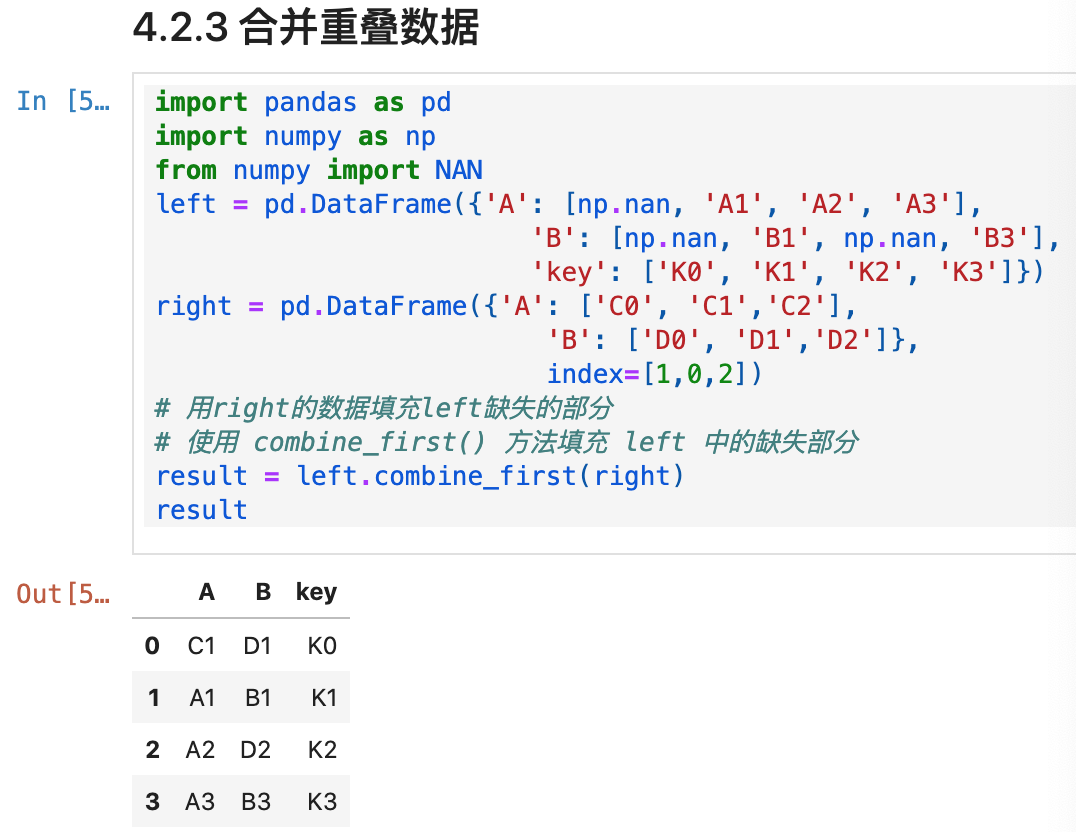 4.2.3 合并重叠数据
In [5…
import pandas as pd
import numpy as np
from numpy import NAN
left = pd.DataFrame({'A': [np.nan, 'A1', 'A2', 'A3'],
'B': [np.nan, 'B1', np.nan, 'B3'],
'key': ['K0', 'K1', 'K2', 'K3']})
right = pd.DataFrame({'A': ['C0', 'C1','C2'],
'B': ['D0', 'D1','D2']},
index=[1,0,2])
# 用right的数据填充left缺失的部分
# 使用 combine_first() 方法填充 left 中的缺失部分
result = left.combine_first(right)
result
Out[5…
A B key
0 C1 D1 K0
1 A1 B1 K1
2 A2 D2 K2
3 A3 B3 K3